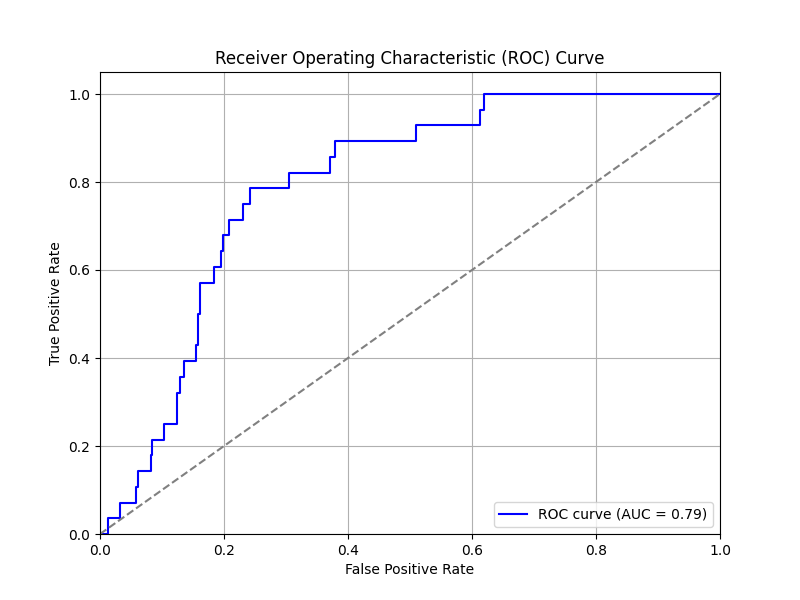 Receiver Operating Characteristic (ROC) Curve
1.0
0.8
0.6
0.4
0.2
0.0
True Positive Rate
ROC curve (AUC = 0.79)
0.0 0.2 0.4 0.6 0.8 1.0
False Positive Rate